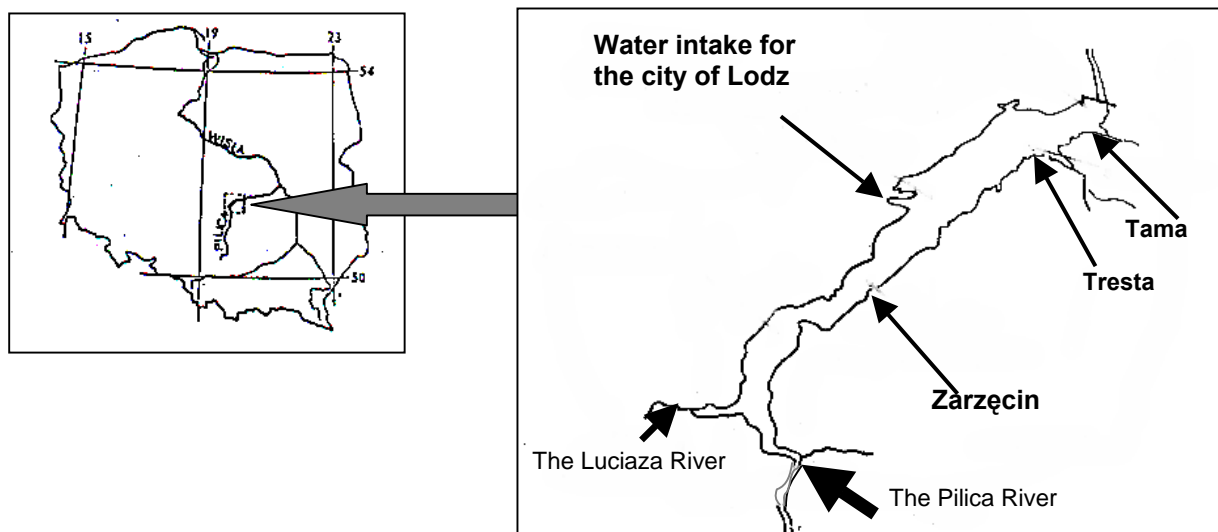 15
19
23
54
WISŁA
PILICA
50
Water intake for
the city of Lodz
Tama
Tresta
Zarzęcin
The Luciaza River
The Pilica River